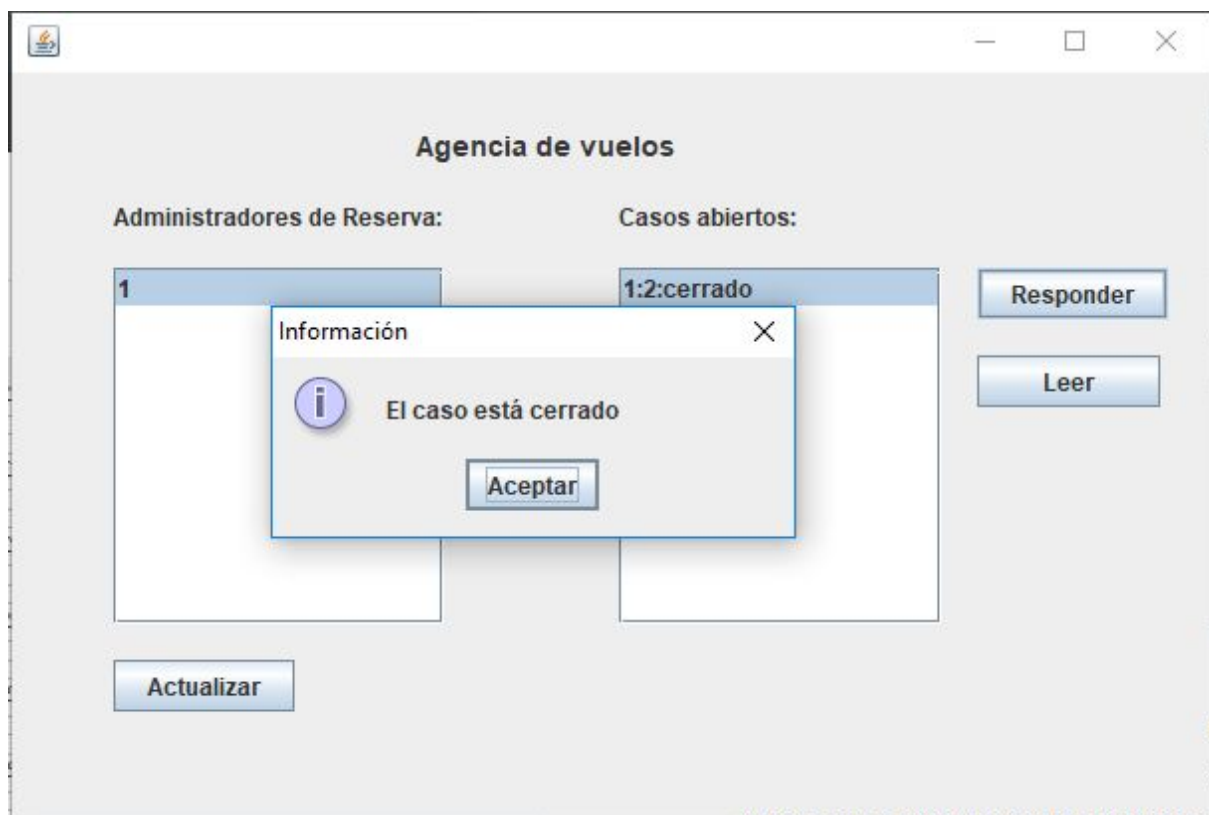 Agencia de vuelos
Administradores de Reserva:
Casos abiertos:
1
1:2:cerrado
Responder
Información
Leer
El caso está cerrado
Aceptar
Actualizar